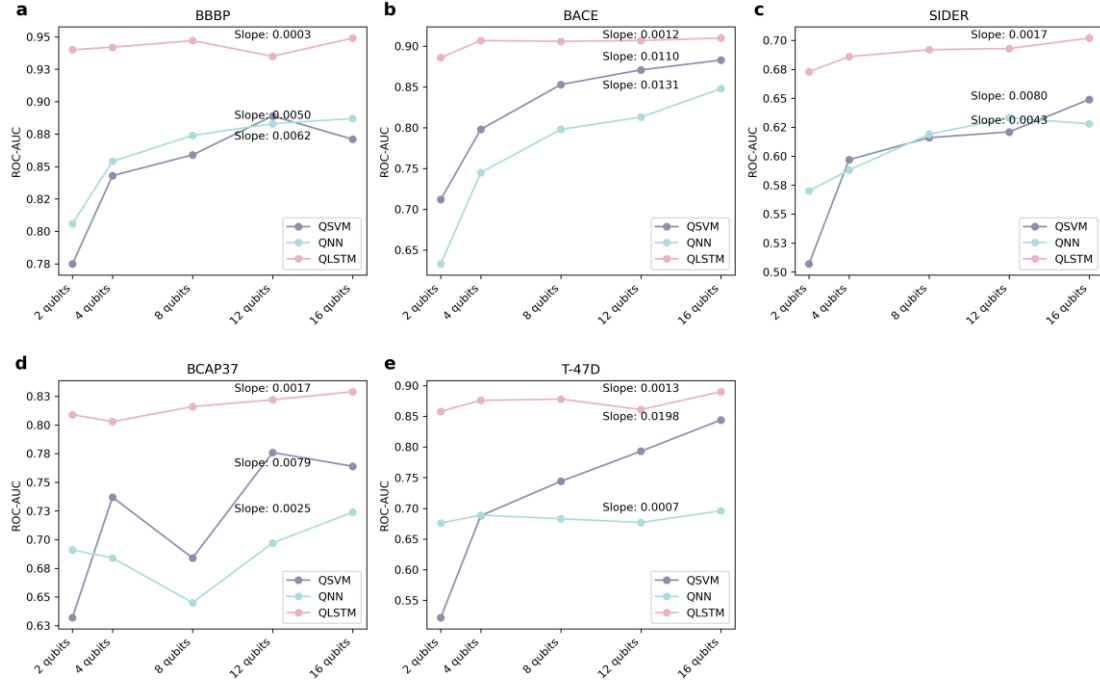 a
BBBP
ROC-AUC
0.95
0.93
0.90
0.88
0.85
0.82
0.80
0.78
Slope: 0.0003
Slope: 0.0050
Slope: 0.0062
QSVM
QNN
QLSTM
2 qubits
4 qubits
8 qubits
12 qubits
16 qubits
b
BACE
ROC-AUC
0.90
0.85
0.80
0.75
0.70
0.65
Slope: 0.0012
Slope: 0.0110
Slope: 0.0131
QSVM
QNN
QLSTM
2 qubits
4 qubits
8 qubits
12 qubits
16 qubits
c
SIDER
ROC-AUC
0.70
0.68
0.65
0.62
0.60
0.58
0.55
0.53
0.50
Slope: 0.0017
Slope: 0.0080
Slope: 0.0043
QSVM
QNN
QLSTM
2 qubits
4 qubits
8 qubits
12 qubits
16 qubits
d
BCAP37
ROC-AUC
0.83
0.80
0.78
0.75
0.73
0.70
0.68
0.65
0.63
Slope: 0.0017
Slope: 0.0079
Slope: 0.0025
QSVM
QNN
QLSTM
2 qubits
4 qubits
8 qubits
12 qubits
16 qubits
e
T-47D
ROC-AUC
0.90
0.85
0.80
0.75
0.70
0.65
0.60
0.55
Slope: 0.0013
Slope: 0.0198
Slope: 0.0007
QSVM
QNN
QLSTM
2 qubits
4 qubits
8 qubits
12 qubits
16 qubits